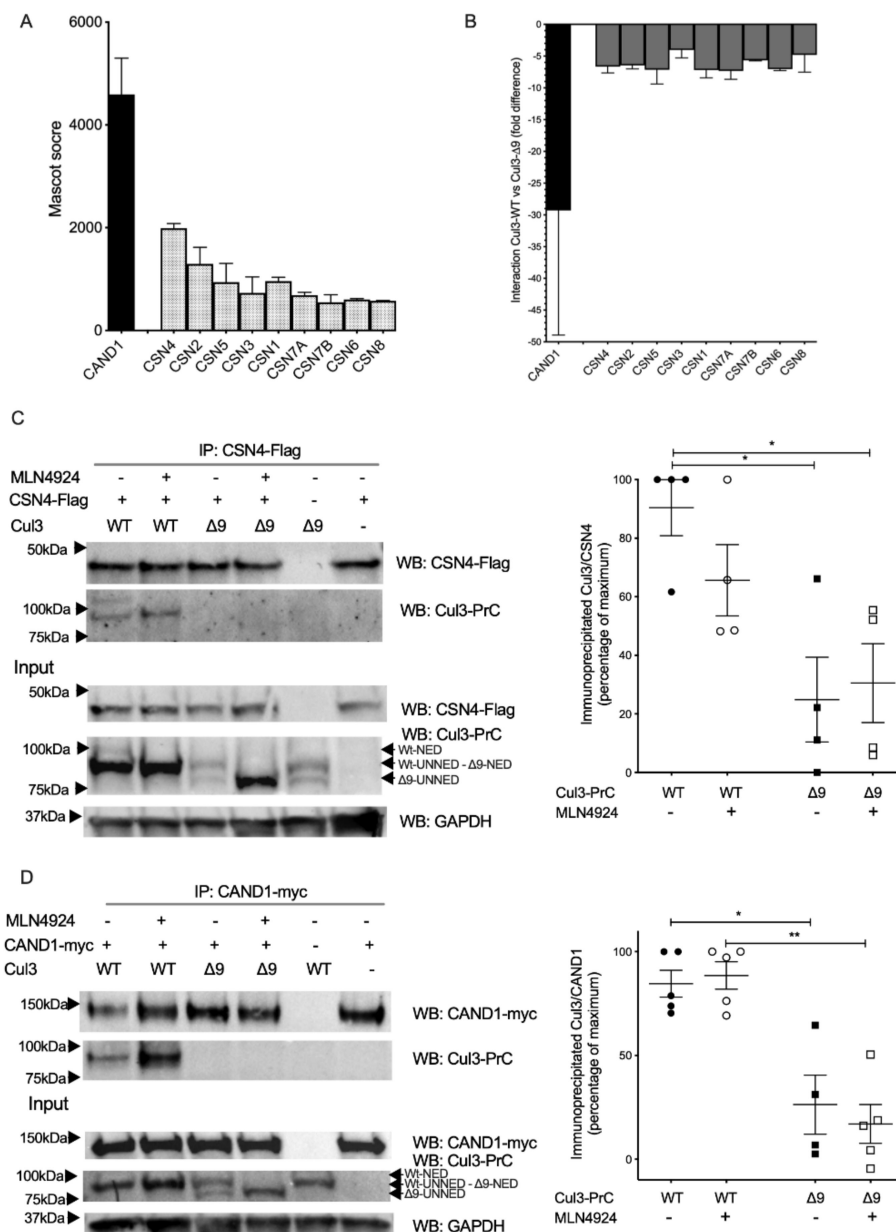 A
Mascot socre
6000
4000
2000
0
CAND1
CSN4
CSN2
CSN5
CSN3
CSN1
CSN7A
CSN7B
CSN6
CSN8
B
Interaction Cul3-WT vs Cul3-Δ9 (fold difference)
0
-5
-10
-15
-20
-25
-30
-35
-40
-45
-50
CAND1
CSN4
CSN2
CSN5
CSN3
CSN1
CSN7A
CSN7B
CSN6
CSN8
C
IP: CSN4-Flag
MLN4924 - + - + - -
CSN4-Flag + + + + - +
Cul3 WT WT Δ9 Δ9 Δ9 -
50kDa
WB: CSN4-Flag
100kDa
WB: Cul3-PrC
75kDa
Input
50kDa
WB: CSN4-Flag
WB: Cul3-PrC
100kDa
Wt-NED
Wt-UNNED - Δ9-NED
Δ9-UNNED
75kDa
37kDa
WB: GAPDH
Immunoprecipitated Cul3/CSN4
(percentage of maximum)
100
80
60
40
20
0
* 
*
Cul3-PrC WT WT Δ9 Δ9
MLN4924 - + - +
D
IP: CAND1-myc
MLN4924 - + - + - -
CAND1-myc + + + + - +
Cul3 WT WT Δ9 Δ9 WT -
150kDa
WB: CAND1-myc
100kDa
WB: Cul3-PrC
75kDa
Input
150kDa
WB: CAND1-myc
WB: Cul3-PrC
100kDa
Wt-NED
Wt-UNNED - Δ9-NED
Δ9-UNNED
75kDa
37kDa
WB: GAPDH
Immunoprecipitated Cul3/CAND1
(percentage of maximum)
100
50
0
*
**
Cul3-PrC WT WT Δ9 Δ9
MLN4924 - + - +